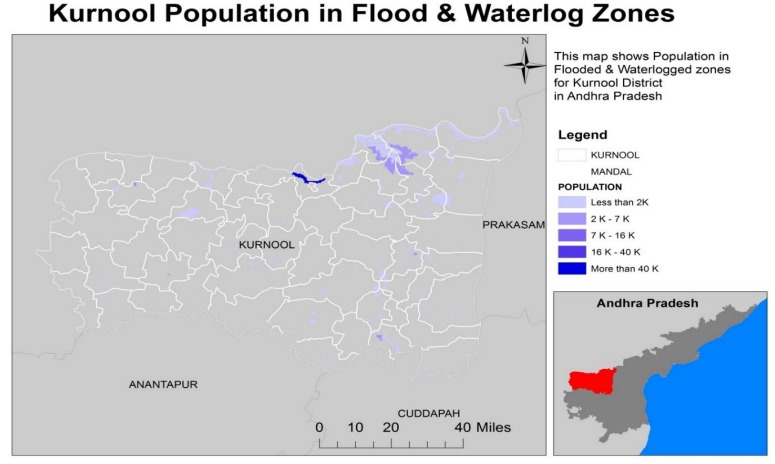 Kurnool Population in Flood & Waterlog Zones
N
This map shows Population in
Flooded & Waterlogged zones
for Kurnool District
in Andhra Pradesh
Legend
KURNOOL
MANDAL
POPULATION
Less than 2K
2 K - 7 K
7 K - 16 K
16 K - 40 K
More than 40 K
PRAKASAM
KURNOOL
ANANTAPUR
CUDDAPAH
0 10 20 40 Miles
Andhra Pradesh